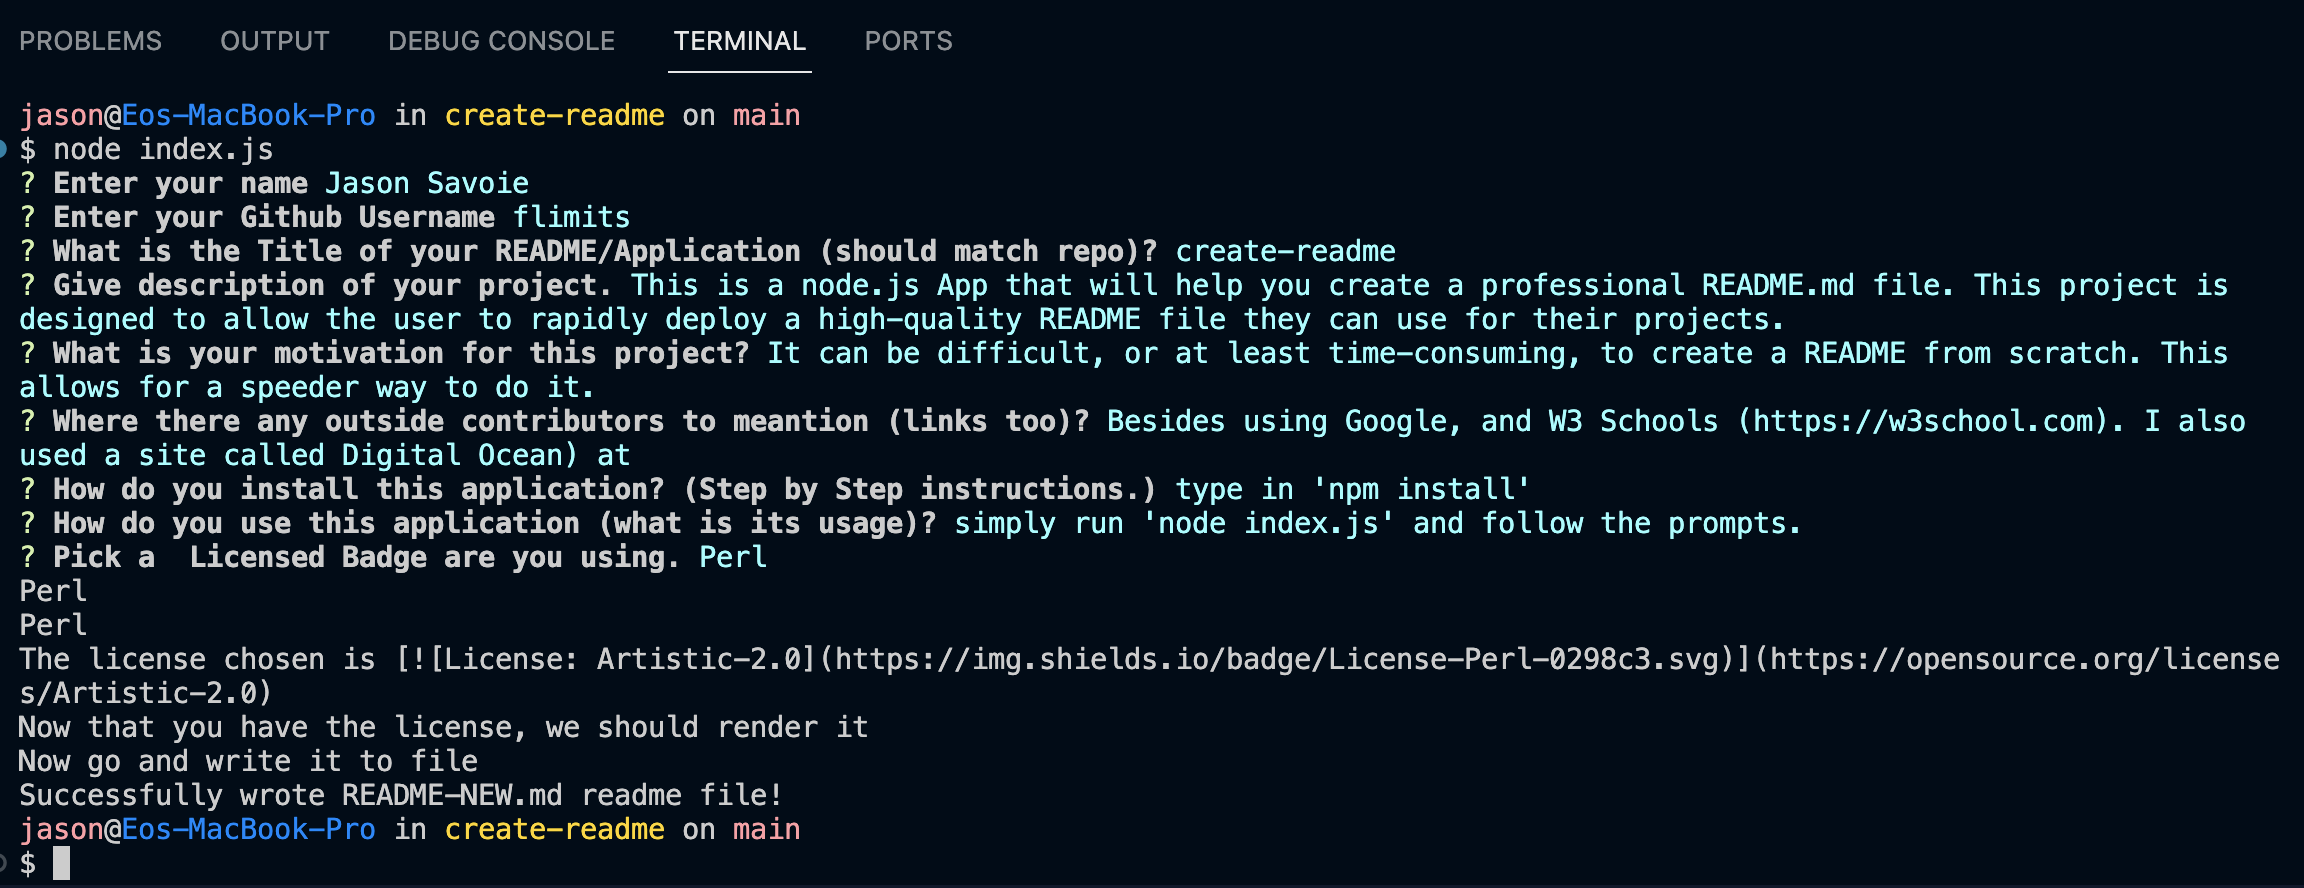 PROBLEMS OUTPUT DEBUG CONSOLE TERMINAL PORTS
jason@Eos-MacBook-Pro in create-readme on main
$ node index.js
? Enter your name Jason Savoie
? Enter your Github Username flimits
? What is the Title of your README/Application (should match repo)? create-readme
? Give description of your project. This is a node.js App that will help you create a professional README.md file. This project is
designed to allow the user to rapidly deploy a high-quality README file they can use for their projects.
? What is your motivation for this project? It can be difficult, or at least time-consuming, to create a README from scratch. This
allows for a speeder way to do it.
? Where there any outside contributors to meantion (links too)? Besides using Google, and W3 Schools (https://w3school.com). I also
used a site called Digital Ocean) at
? How do you install this application? (Step by Step instructions.) type in 'npm install'
? How do you use this application (what is its usage)? simply run 'node index.js' and follow the prompts.
? Pick a  Licensed Badge are you using. Perl
Perl
Perl
The license chosen is [![License: Artistic-2.0](https://img.shields.io/badge/License-Perl-0298c3.svg)](https://opensource.org/license
s/Artistic-2.0)
Now that you have the license, we should render it
Now go and write it to file
Successfully wrote README-NEW.md readme file!
jason@Eos-MacBook-Pro in create-readme on main
$